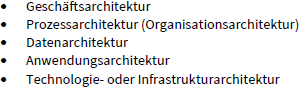 • Geschäftsarchitektur
• Prozessarchitektur (Organisationsarchitektur)
• Datenarchitektur
• Anwendungsarchitektur
• Technologie- oder Infrastrukturarchitektur